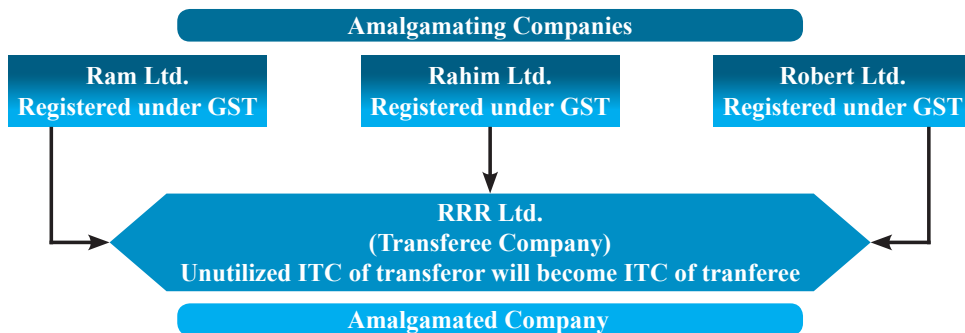 Amalgamating Companies
Ram Ltd.
Registered under GST
Rahim Ltd.
Registered under GST
Robert Ltd.
Registered under GST
RRR Ltd.
(Transferee Company)
Unutilized ITC of transferor will become ITC of tranferee
Amalgamated Company